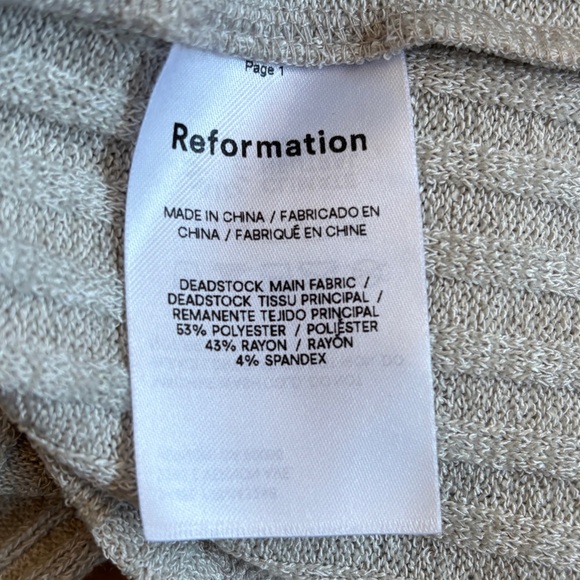 Page 1
Reformation
MADE IN CHINA / FABRICADO EN
CHINA / FABRIQUÉ EN CHINE
DEADSTOCK MAIN FABRIC /
DEADSTOCK TISSU PRINCIPAL /
REMANENTE TEJIDO PRINCIPAL
53% POLYESTER / POLIÉSTER
43% RAYON / RAYÓN
4% SPANDEX